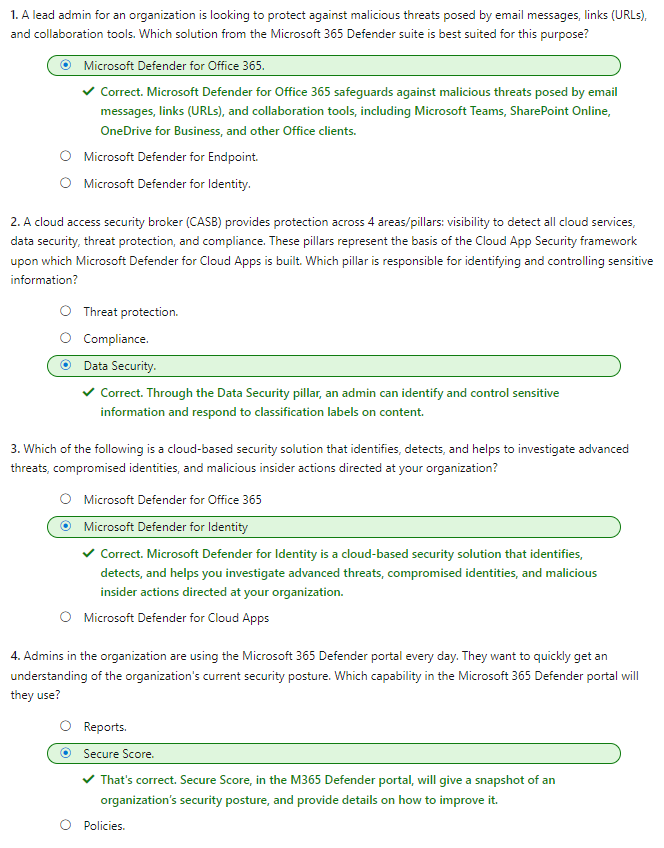 1. A lead admin for an organization is looking to protect against malicious threats posed by email messages, links (URLs),
and collaboration tools. Which solution from the Microsoft 365 Defender suite is best suited for this purpose?
Microsoft Defender for Office 365.
Correct. Microsoft Defender for Office 365 safeguards against malicious threats posed by email
messages, links (URLs), and collaboration tools, including Microsoft Teams, SharePoint Online,
OneDrive for Business, and other Office clients.
Microsoft Defender for Endpoint.
Microsoft Defender for Identity.
2. A cloud access security broker (CASB) provides protection across 4 areas/pillars: visibility to detect all cloud services,
data security, threat protection, and compliance. These pillars represent the basis of the Cloud App Security framework
upon which Microsoft Defender for Cloud Apps is built. Which pillar is responsible for identifying and controlling sensitive
information?
Threat protection.
Compliance.
Data Security.
Correct. Through the Data Security pillar, an admin can identify and control sensitive
information and respond to classification labels on content.
3. Which of the following is a cloud-based security solution that identifies, detects, and helps to investigate advanced
threats, compromised identities, and malicious insider actions directed at your organization?
Microsoft Defender for Office 365
Microsoft Defender for Identity
Correct. Microsoft Defender for Identity is a cloud-based security solution that identifies,
detects, and helps you investigate advanced threats, compromised identities, and malicious
insider actions directed at your organization.
Microsoft Defender for Cloud Apps
4. Admins in the organization are using the Microsoft 365 Defender portal every day. They want to quickly get an
understanding of the organization's current security posture. Which capability in the Microsoft 365 Defender portal will
they use?
Reports.
Secure Score.
That's correct. Secure Score, in the M365 Defender portal, will give a snapshot of an
organization's security posture, and provide details on how to improve it.
Policies.